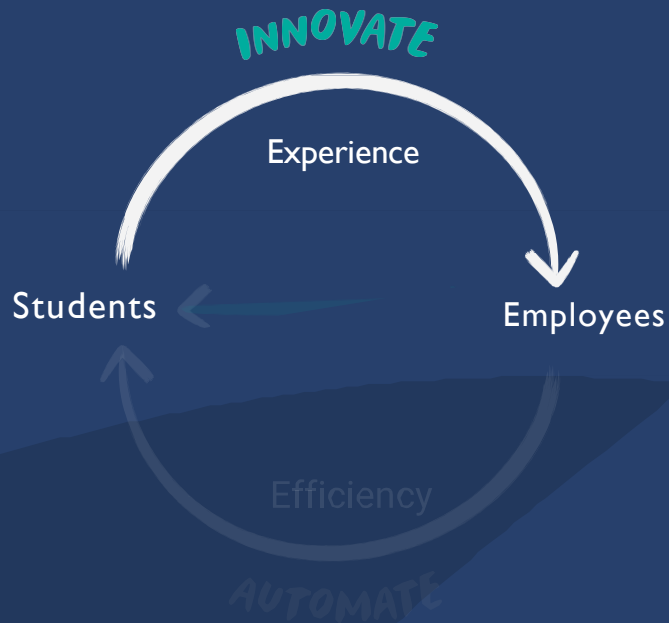 INNOVATE
Experience
Students
Employees
Efficiency
AUTOMATE